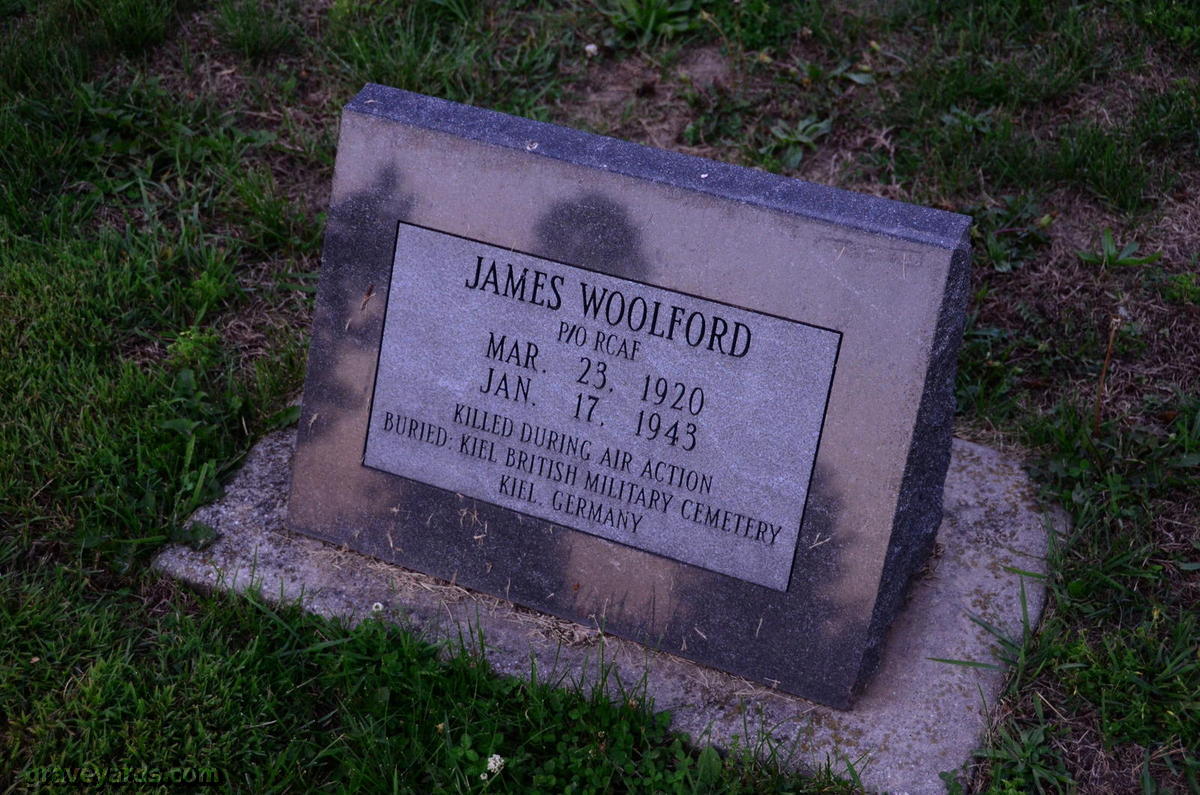 JAMES WOOLFORD
P/O RCAF
MAR. 23, 1920
JAN. 17, 1943
KILLED DURING AIR ACTION
BURIED: KIEL BRITISH MILITARY CEMETERY
KIEL, GERMANY
graveyards.com